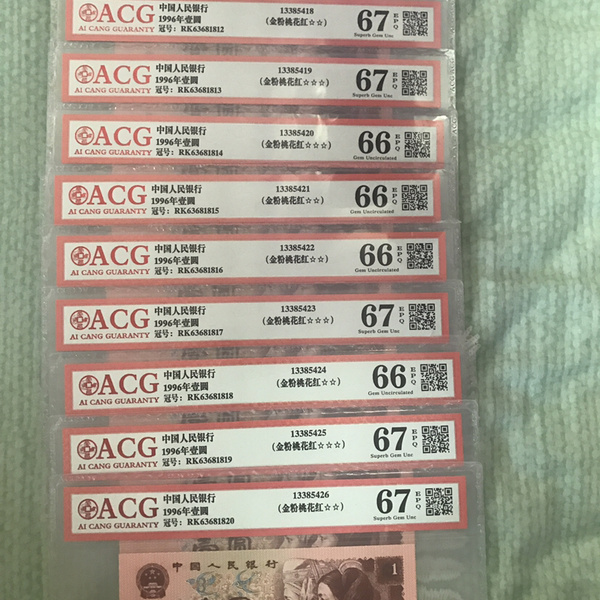 ACG
AI CANG GUARANTY
中国人民银行
1996年壹圆
冠号: RK63681812
13385418
(金粉桃花红☆☆)
67 EPQ
Superb Gem Unc
ACG
AI CANG GUARANTY
中国人民银行
1996年壹圆
冠号: RK63681813
13385419
(金粉桃花红☆☆☆)
67 EPQ
Superb Gem Unc
ACG
AI CANG GUARANTY
中国人民银行
1996年壹圆
冠号: RK63681814
13385420
(金粉桃花红☆☆☆)
66 EPQ
Gem Uncirculated
ACG
AI CANG GUARANTY
中国人民银行
1996年壹圆
冠号: RK63681815
13385421
(金粉桃花红☆☆)
66 EPQ
Gem Uncirculated
ACG
AI CANG GUARANTY
中国人民银行
1996年壹圆
冠号: RK63681816
13385422
(金粉桃花红☆☆)
66 EPQ
Gem Uncirculated
ACG
AI CANG GUARANTY
中国人民银行
1996年壹圆
冠号: RK63681817
13385423
(金粉桃花红☆☆☆)
67 EPQ
Superb Gem Unc
ACG
AI CANG GUARANTY
中国人民银行
1996年壹圆
冠号: RK63681818
13385424
(金粉桃花红☆☆)
66 EPQ
Gem Uncirculated
ACG
AI CANG GUARANTY
中国人民银行
1996年壹圆
冠号: RK63681819
13385425
(金粉桃花红☆☆☆)
67 EPQ
Superb Gem Unc
ACG
AI CANG GUARANTY
中国人民银行
1996年壹圆
冠号: RK63681820
13385426
(金粉桃花红☆☆)
67 EPQ
Superb Gem Unc
壹圆
中国人民银行
1